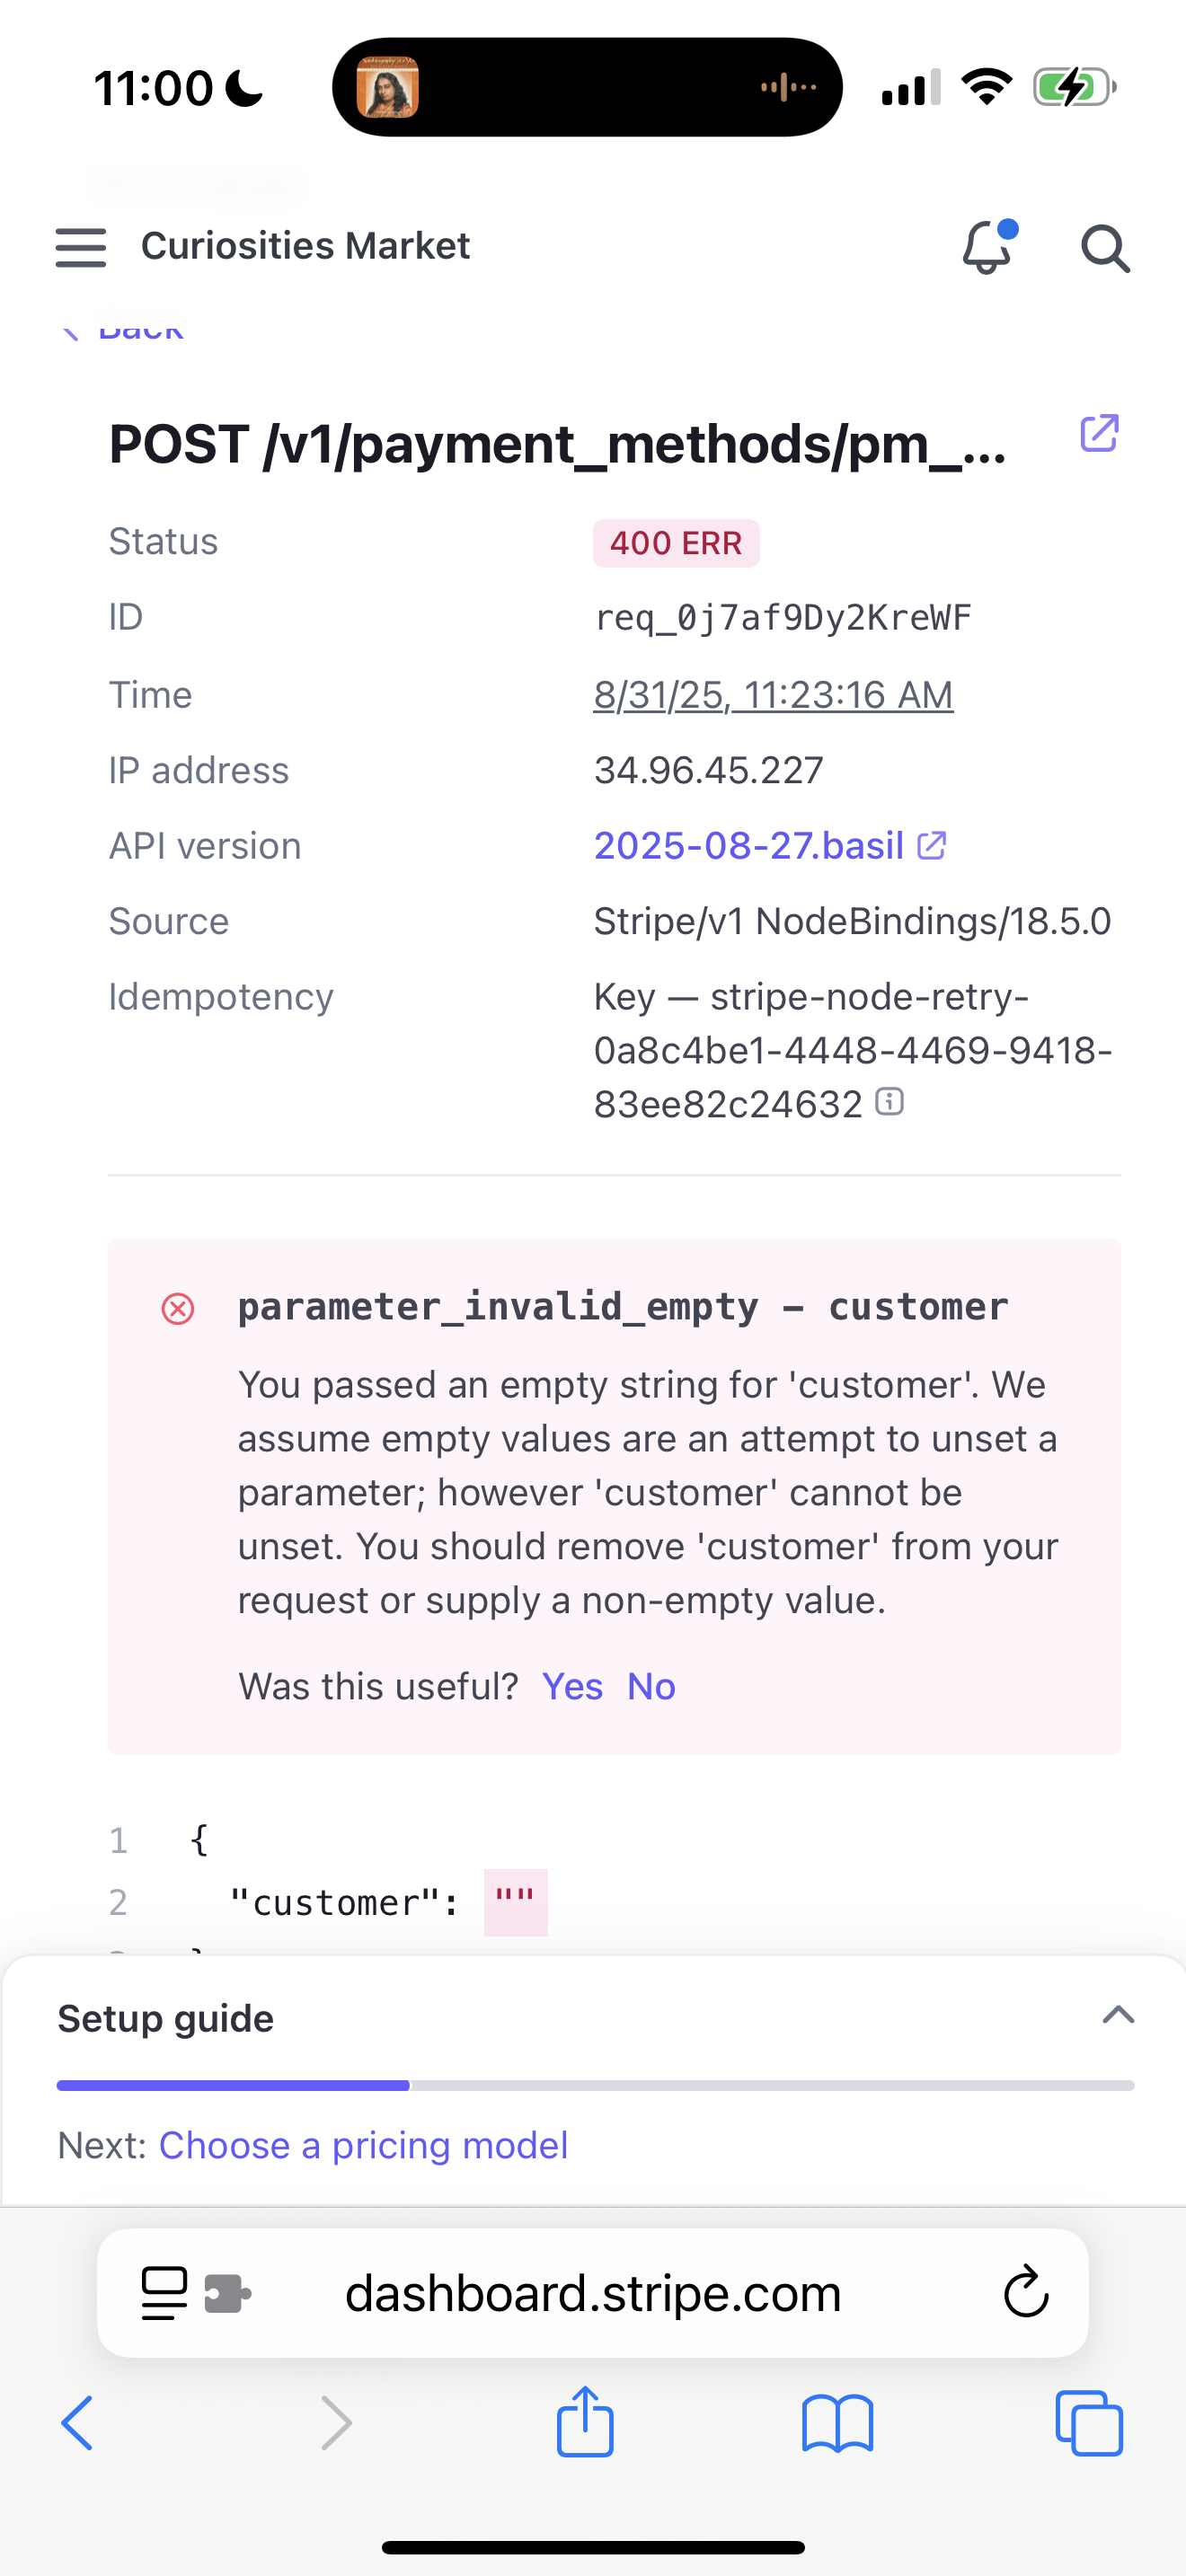 11:00
Curiosities Market
Back
POST /v1/payment_methods/pm_...
Status 400 ERR
ID req_0j7af9Dy2KreWF
Time 8/31/25, 11:23:16 AM
IP address 34.96.45.227
API version 2025-08-27.basil
Source Stripe/v1 NodeBindings/18.5.0
Idempotency Key — stripe-node-retry-
0a8c4be1-4448-4469-9418-
83ee82c24632
parameter_invalid_empty – customer
You passed an empty string for 'customer'. We
assume empty values are an attempt to unset a
parameter; however 'customer' cannot be
unset. You should remove 'customer' from your
request or supply a non-empty value.
Was this useful? Yes No
1 {
2 "customer": ""
Setup guide
Next: Choose a pricing model
dashboard.stripe.com